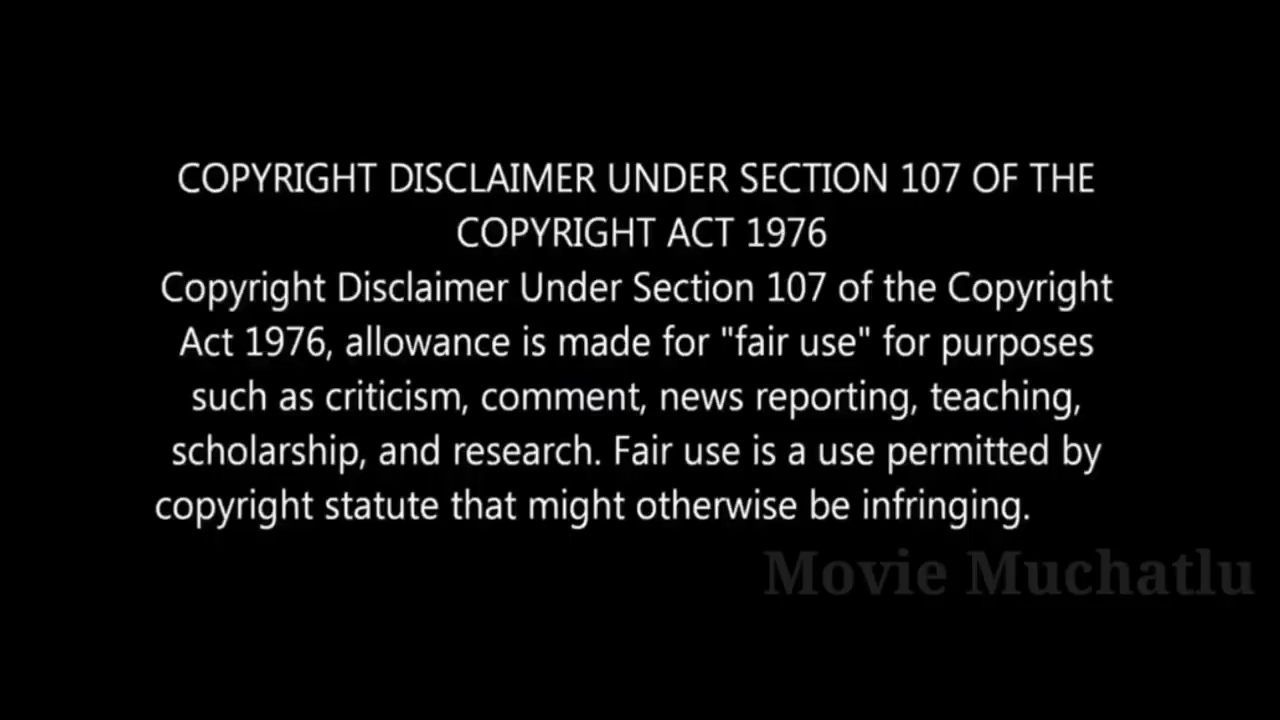 COPYRIGHT DISCLAIMER UNDER SECTION 107 OF THE
COPYRIGHT ACT 1976
Copyright Disclaimer Under Section 107 of the Copyright
Act 1976, allowance is made for "fair use" for purposes
such as criticism, comment, news reporting, teaching,
scholarship, and research. Fair use is a use permitted by
copyright statute that might otherwise be infringing.
Movie Muchatlu